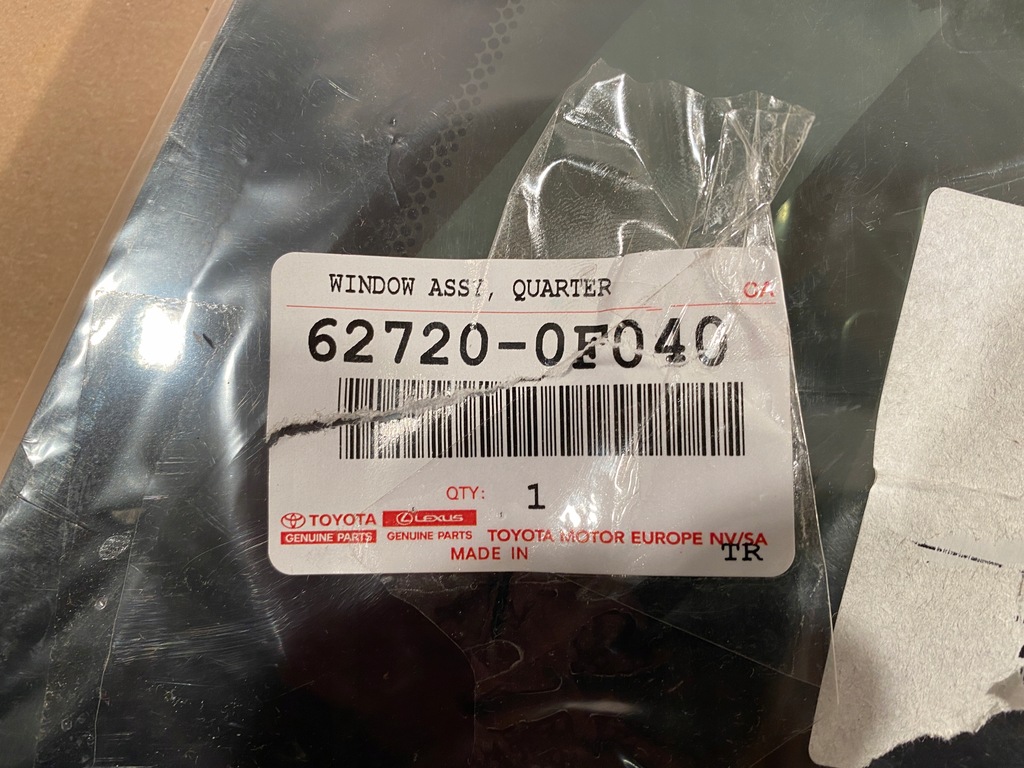 WINDOW ASSY, QUARTER
OA
62720-0F040
QTY: 1
TOYOTA LEXUS
GENUINE PARTS GENUINE PARTS TOYOTA MOTOR EUROPE NV/SA
MADE IN TR